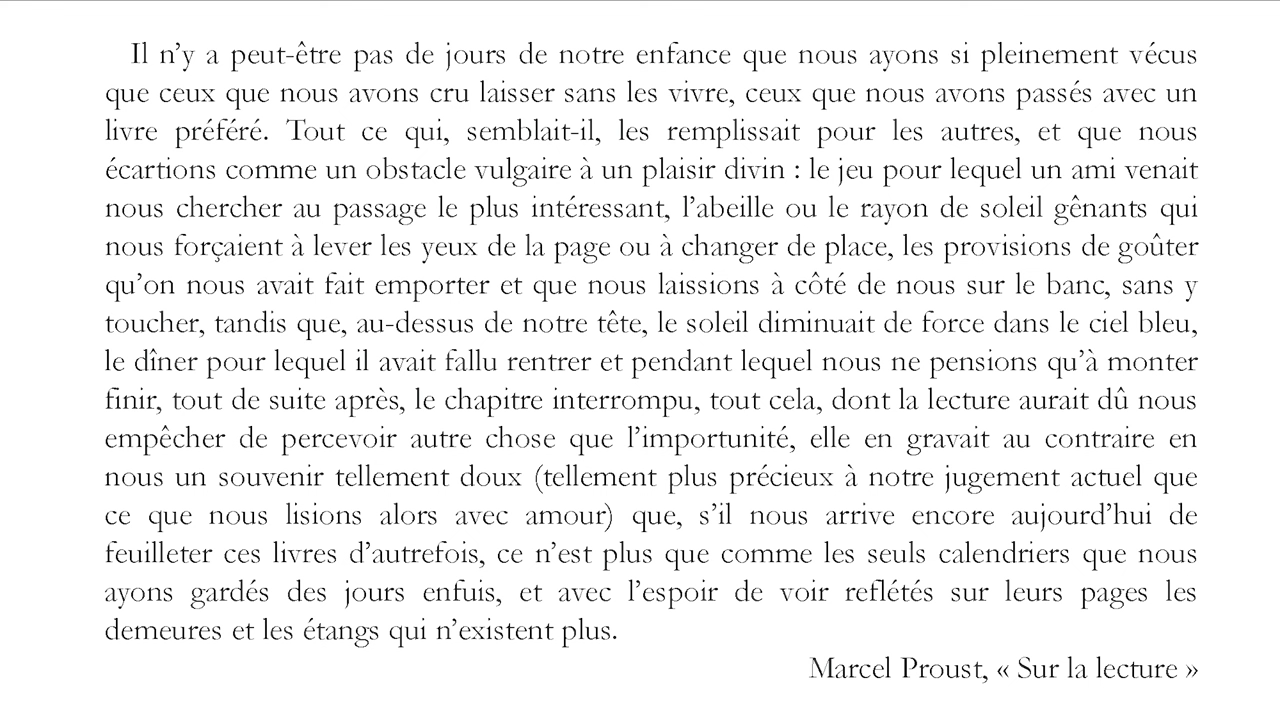 Il n’y a peut-être pas de jours de notre enfance que nous ayons si pleinement vécus
que ceux que nous avons cru laisser sans les vivre, ceux que nous avons passés avec un
livre préféré. Tout ce qui, semblait-il, les remplissait pour les autres, et que nous
écartions comme un obstacle vulgaire à un plaisir divin : le jeu pour lequel un ami venait
nous chercher au passage le plus intéressant, l’abeille ou le rayon de soleil gênants qui
nous forçaient à lever les yeux de la page ou à changer de place, les provisions de goûter
qu’on nous avait fait emporter et que nous laissions à côté de nous sur le banc, sans y
toucher, tandis que, au-dessus de notre tête, le soleil diminuait de force dans le ciel bleu,
le dîner pour lequel il avait fallu rentrer et pendant lequel nous ne pensions qu’à monter
finir, tout de suite après, le chapitre interrompu, tout cela, dont la lecture aurait dû nous
empêcher de percevoir autre chose que l’importunité, elle en gravait au contraire en
nous un souvenir tellement doux (tellement plus précieux à notre jugement actuel que
ce que nous lisions alors avec amour) que, s’il nous arrive encore aujourd’hui de
feuilleter ces livres d’autrefois, ce n’est plus que comme les seuls calendriers que nous
ayons gardés des jours enfuis, et avec l’espoir de voir reflétés sur leurs pages les
demeures et les étangs qui n’existent plus.
Marcel Proust, « Sur la lecture »